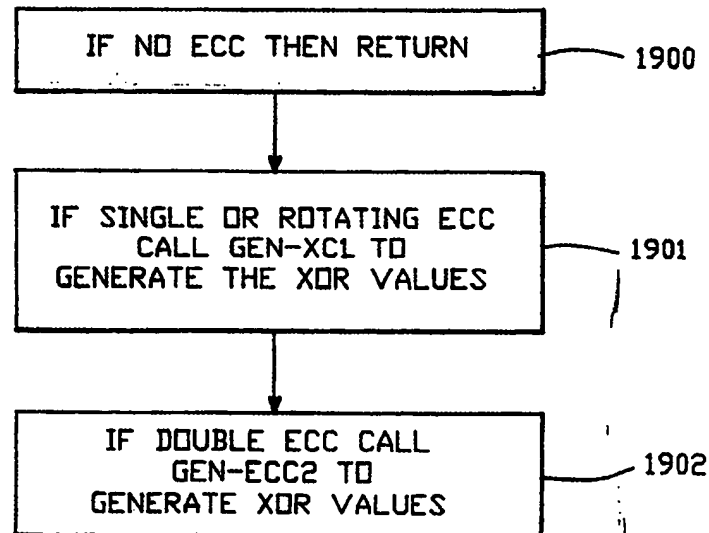 IF NO ECC THEN RETURN
1900
IF SINGLE OR ROTATING ECC
CALL GEN-XC1 TO
GENERATE THE XOR VALUES
1901
IF DOUBLE ECC CALL
GEN-ECC2 TO
GENERATE XOR VALUES
1902